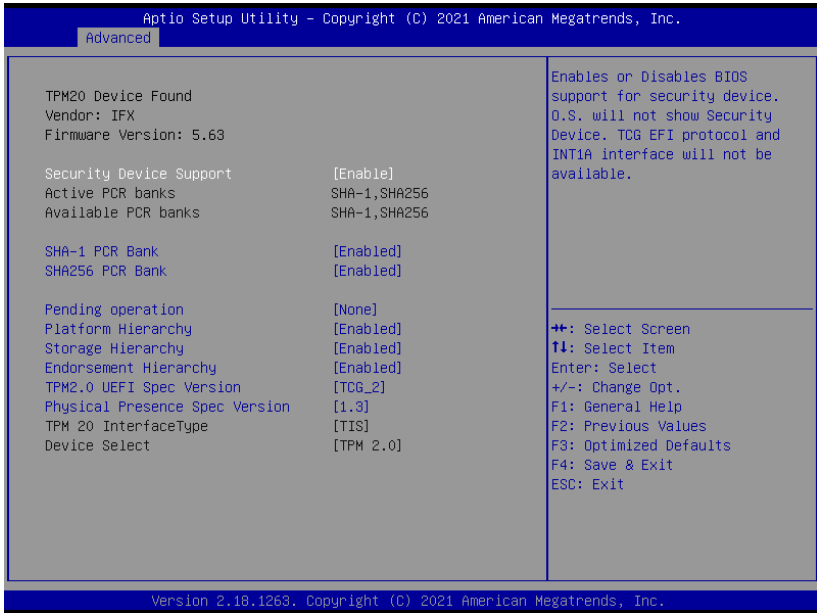 Aptio Setup Utility – Copyright (C) 2021 American Megatrends, Inc.
Advanced
TPM20 Device Found
Vendor: IFX
Firmware Version: 5.63
Security Device Support [Enable]
Active PCR banks SHA-1,SHA256
Available PCR banks SHA-1,SHA256
SHA-1 PCR Bank [Enabled]
SHA256 PCR Bank [Enabled]
Pending operation [None]
Platform Hierarchy [Enabled]
Storage Hierarchy [Enabled]
Endorsement Hierarchy [Enabled]
TPM2.0 UEFI Spec Version [TCG_2]
Physical Presence Spec Version [1.3]
TPM 20 InterfaceType [TIS]
Device Select [TPM 2.0]
Enables or Disables BIOS
support for security device.
O.S. will not show Security
Device. TCG EFI protocol and
INT1A interface will not be
available.
→←: Select Screen
↑↓: Select Item
Enter: Select
+/-: Change Opt.
F1: General Help
F2: Previous Values
F3: Optimized Defaults
F4: Save & Exit
ESC: Exit
Version 2.18.1263. Copyright (C) 2021 American Megatrends, Inc.